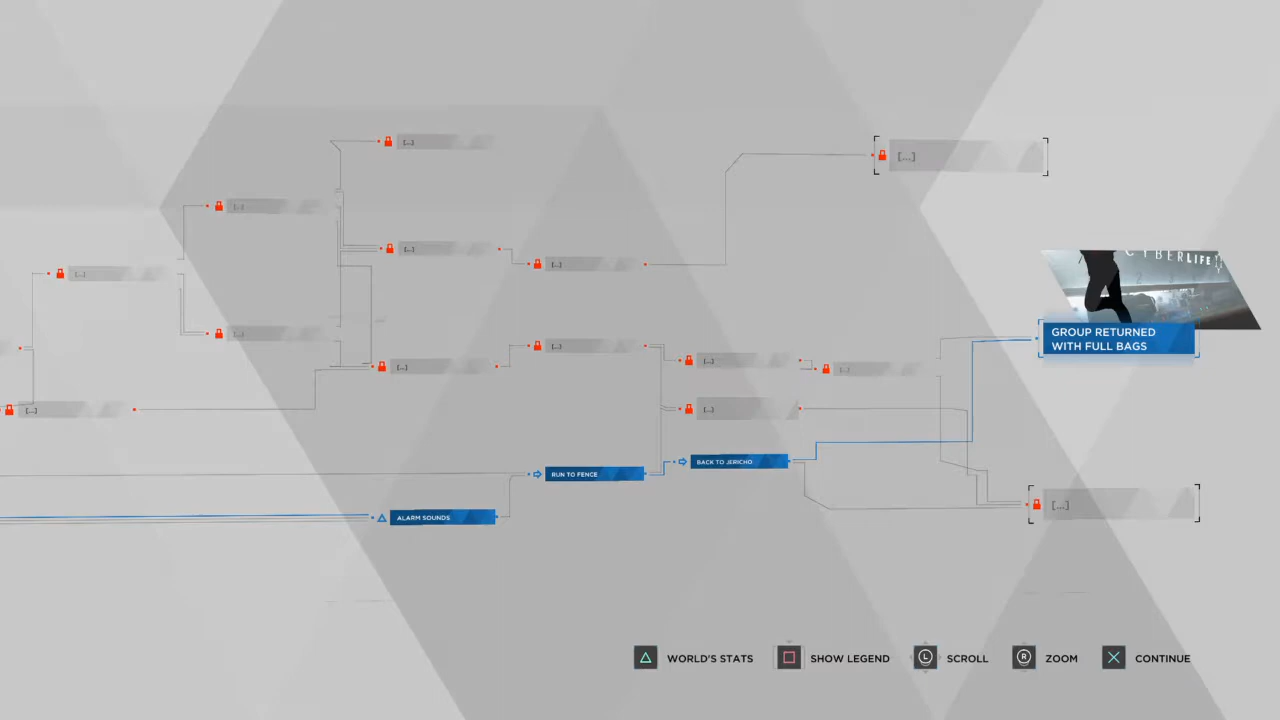 [...]
[...]
[...]
[...]
[...]
[...]
CYBERLIFE
GROUP RETURNED
WITH FULL BAGS
[...]
[...]
[...]
[...]
[...]
[...]
[...]
BACK TO JERICHO
RUN TO FENCE
[...]
ALARM SOUNDS
WORLD'S STATS
SHOW LEGEND
L
SCROLL
R
ZOOM
CONTINUE